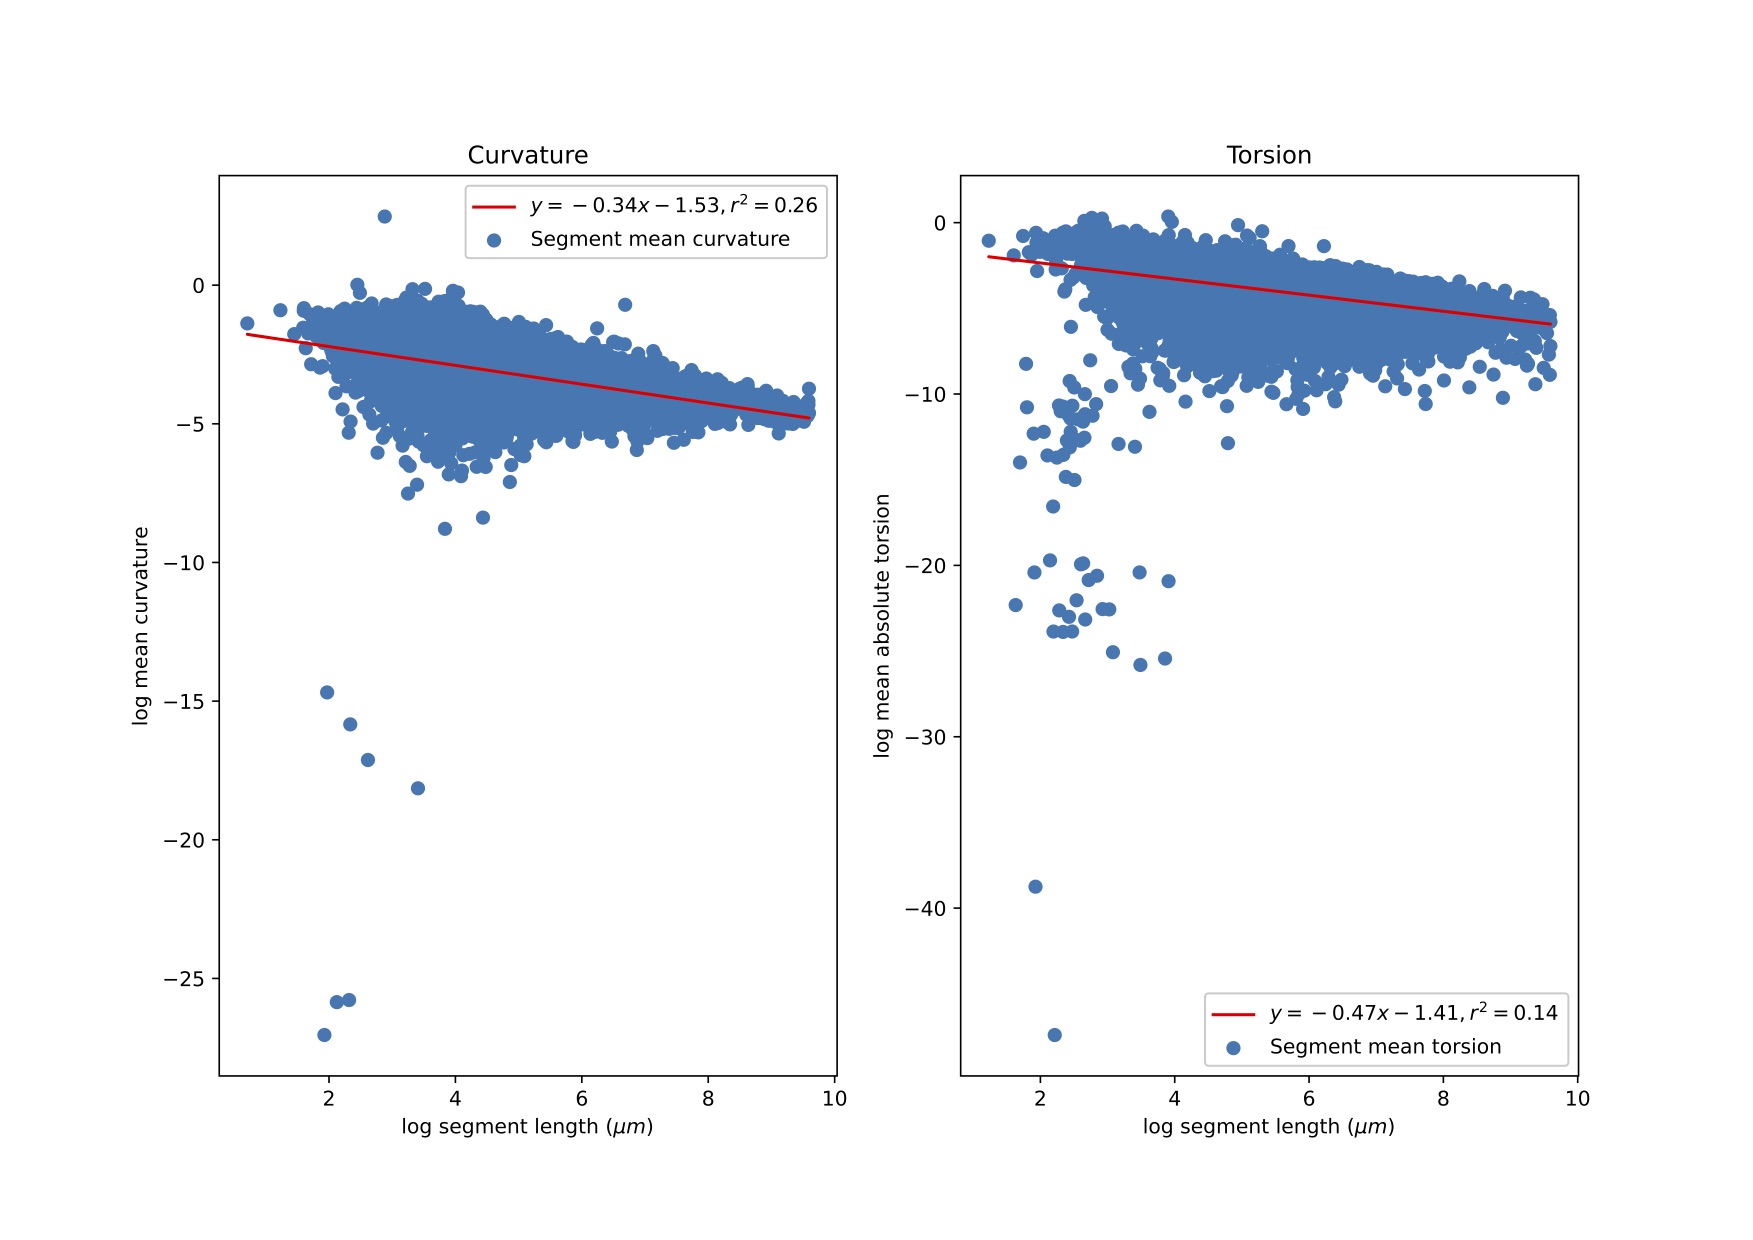 Curvature
y = −0.34x − 1.53, r² = 0.26
Segment mean curvature
0
−5
−10
−15
−20
−25
log mean curvature
2 4 6 8 10
log segment length (μm)
Torsion
0
−10
−20
−30
−40
log mean absolute torsion
y = −0.47x − 1.41, r² = 0.14
Segment mean torsion
2 4 6 8 10
log segment length (μm)